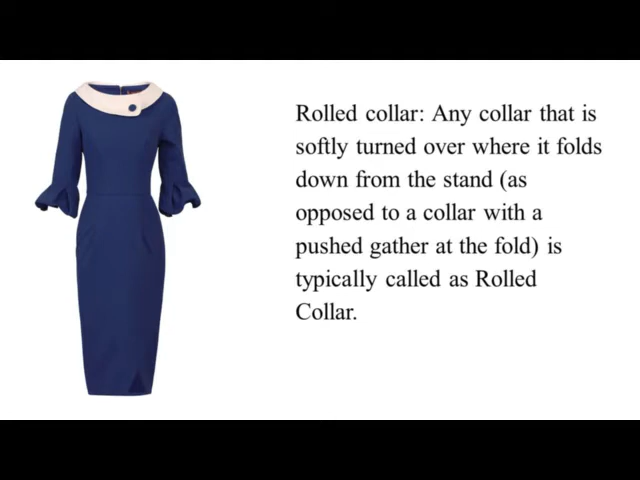 Rolled collar: Any collar that is
softly turned over where it folds
down from the stand (as
opposed to a collar with a
pushed gather at the fold) is
typically called as Rolled
Collar.